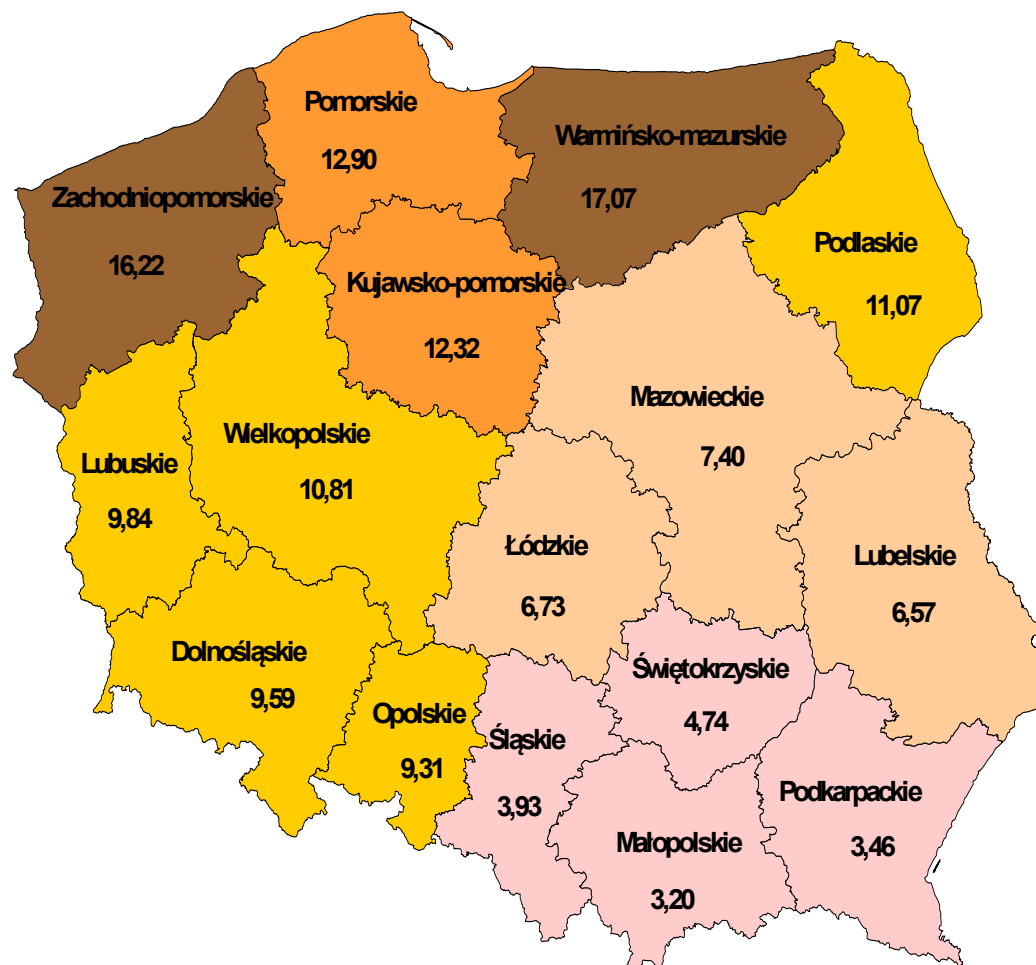 Pomorskie
12,90
Warmińsko-mazurskie
17,07
Zachodniopomorskie
16,22
Podlaskie
11,07
Kujawsko-pomorskie
12,32
Mazowieckie
7,40
Wielkopolskie
10,81
Lubuskie
9,84
Łódzkie
6,73
Lubelskie
6,57
Dolnośląskie
9,59
Świętokrzyskie
4,74
Opolskie
9,31
Śląskie
3,93
Podkarpackie
3,46
Małopolskie
3,20